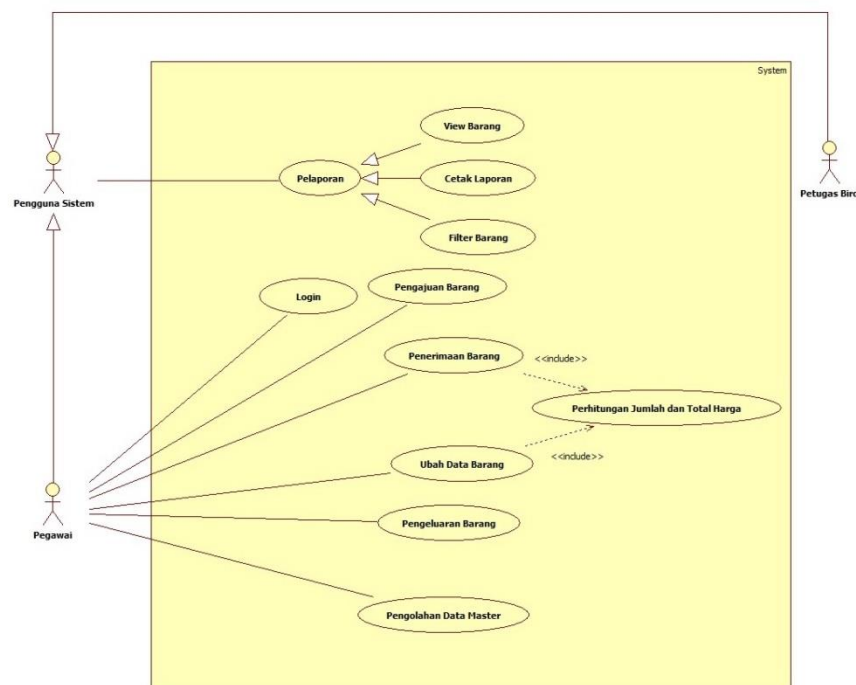 System
View Barang
Pelaporan
Cetak Laporan
Filter Barang
Pengguna Sistem
Petugas Biro
Login
Pengajuan Barang
Penerimaan Barang
<<include>>
Perhitungan Jumlah dan Total Harga
Ubah Data Barang
<<include>>
Pengeluaran Barang
Pegawai
Pengolahan Data Master